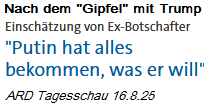 Nach dem "Gipfel" mit Trump
Einschätzung von Ex-Botschafter
"Putin hat alles
bekommen, was er will"
ARD Tagesschau 16.8.25